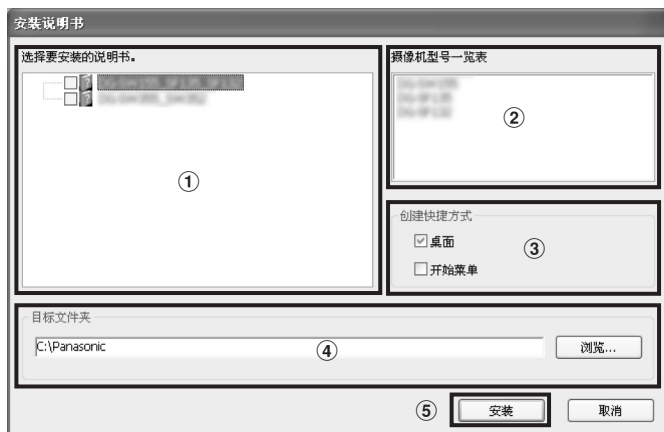 安装说明书
选择要安装的说明书。
①
摄像机型号一览表
②
创建快捷方式
桌面
③
开始菜单
目标文件夹
C:\Panasonic
④
浏览...
⑤
安装
取消